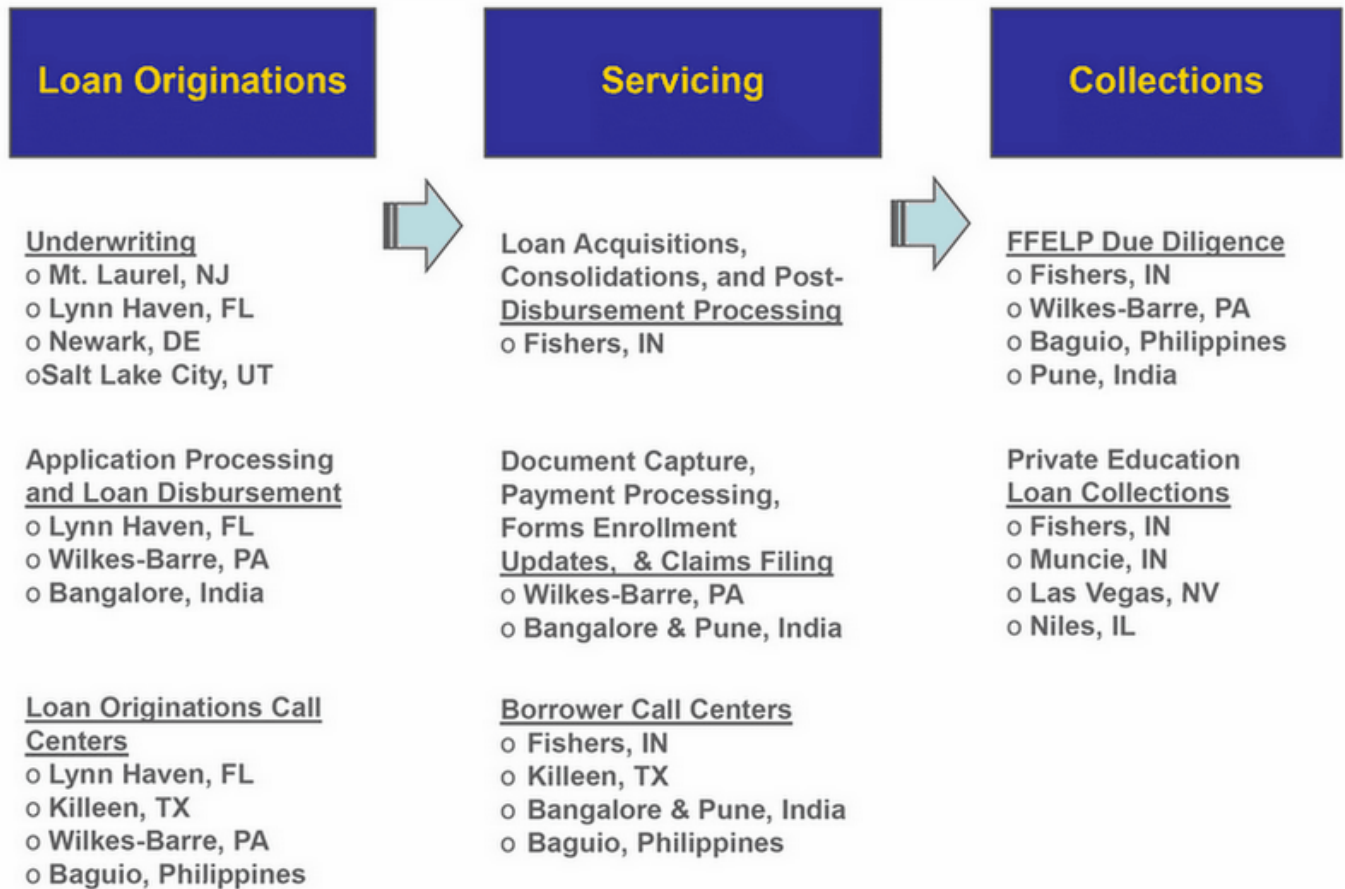 Loan Originations
Underwriting
o Mt. Laurel, NJ
o Lynn Haven, FL
o Newark, DE
oSalt Lake City, UT
Application Processing
and Loan Disbursement
o Lynn Haven, FL
o Wilkes-Barre, PA
o Bangalore, India
Loan Originations Call
Centers
o Lynn Haven, FL
o Killeen, TX
o Wilkes-Barre, PA
o Baguio, Philippines
Servicing
Loan Acquisitions,
Consolidations, and Post-
Disbursement Processing
o Fishers, IN
Document Capture,
Payment Processing,
Forms Enrollment
Updates,  & Claims Filing
o Wilkes-Barre, PA
o Bangalore & Pune, India
Borrower Call Centers
o Fishers, IN
o Killeen, TX
o Bangalore & Pune, India
o Baguio, Philippines
Collections
FFELP Due Diligence
o Fishers, IN
o Wilkes-Barre, PA
o Baguio, Philippines
o Pune, India
Private Education
Loan Collections
o Fishers, IN
o Muncie, IN
o Las Vegas, NV
o Niles, IL